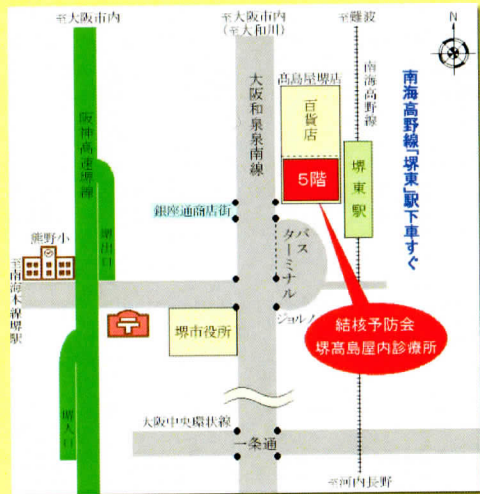 至大阪市内
至大阪市内
(至大和川)
至難波
N
南海高野線
髙島屋堺店
百貨店
大阪和泉泉南線
阪神高速堺線
南海高野線「堺東」駅下車すぐ
5階
堺東駅
銀座通商店街
バスターミナル
熊野小
堺出口
至南海本線堺駅
堺市役所
ジョルノ
結核予防会
堺髙島屋内診療所
堺入口
大阪中央環状線
一条通
至河内長野